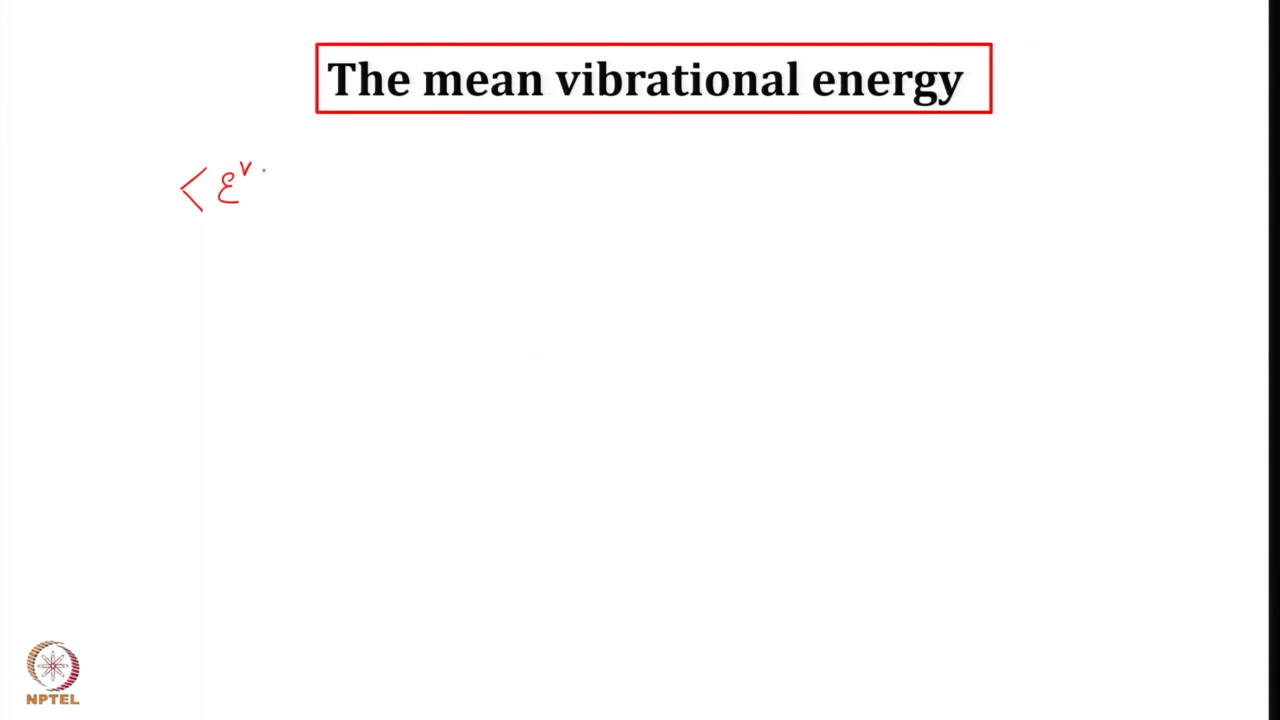 The mean vibrational energy
< ε^v.
NPTEL